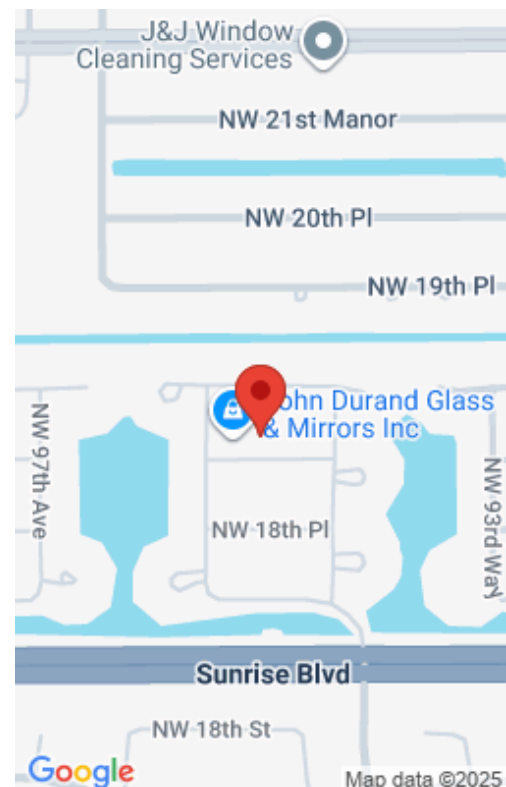 J&J Window
Cleaning Services
NW 21st Manor
NW 20th Pl
NW 19th Pl
ohn Durand Glass
& Mirrors Inc
NW 97th Ave
NW 18th Pl
NW 93rd Way
Sunrise Blvd
NW 18th St
Google
Map data ©2025